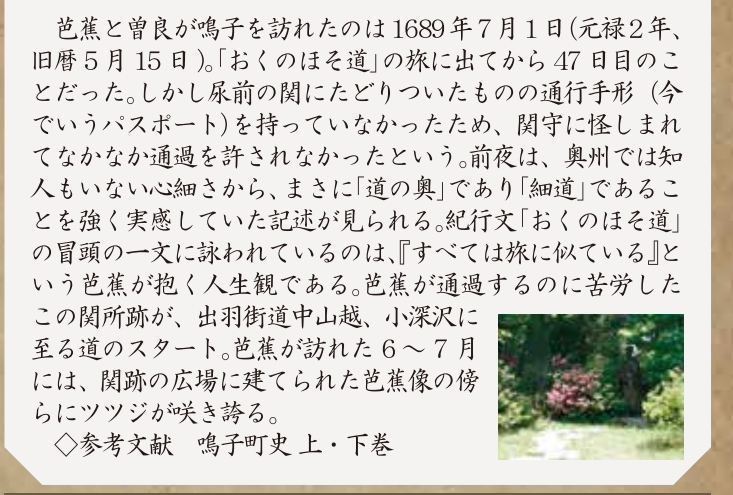 芭蕉と曽良が鳴子を訪れたのは1689年7月1日(元禄2年、
旧暦5月15日)。「おくのほそ道」の旅に出てから47日目のこ
とだった。しかし尿前の関にたどりついたものの通行手形（今
でいうパスポート)を持っていなかったため、関守に怪しまれ
てなかなか通過を許されなかったという。前夜は、奥州では知
人もいない心細さから、まさに「道の奥」であり「細道」であるこ
とを強く実感していた記述が見られる。紀行文「おくのほそ道」
の冒頭の一文に詠われているのは、『すべては旅に似ている』と
いう芭蕉が抱く人生観である。芭蕉が通過するのに苦労した
この関所跡が、出羽街道中山越、小深沢に
至る道のスタート。芭蕉が訪れた6～7月
には、関跡の広場に建てられた芭蕉像の傍
らにツツジが咲き誇る。
◇参考文献　鳴子町史 上・下巻